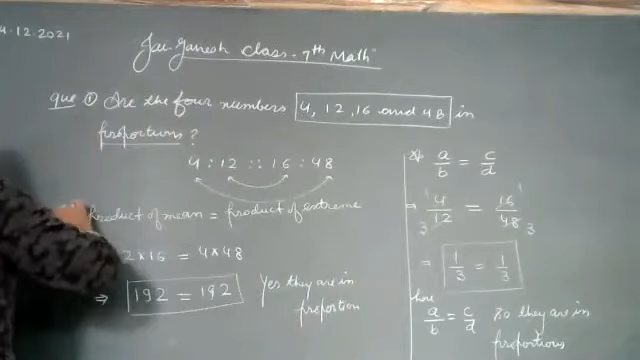 4.12.2021
Jai Ganesh Class - 7th Math
que ① Are the four numbers 4, 12, 16 and 48 in
proportions ?
4 : 12 :: 16 : 48
Product of mean = product of extreme
2 × 16 = 4 × 48
⇒ 192 = 192
Yes they are in
proportion
a/b = c/d
⇒ 4/12 = 16/48
1 3 1 3
= 1/3 = 1/3
here
a/b = c/d So they are in
proportions